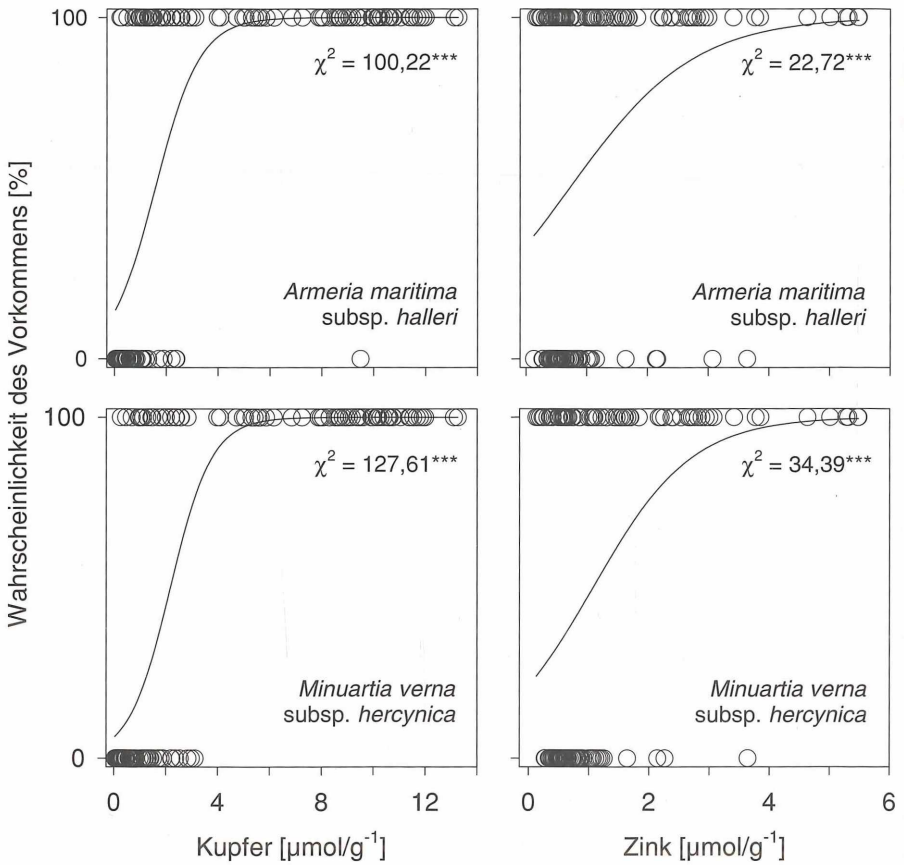 Wahrscheinlichkeit des Vorkommens [%]
100
χ² = 100,22***
Armeria maritima
subsp. halleri
0
χ² = 22,72***
Armeria maritima
subsp. halleri
100
χ² = 127,61***
Minuartia verna
subsp. hercynica
0
χ² = 34,39***
Minuartia verna
subsp. hercynica
0 4 8 12
Kupfer [µmol/g⁻¹]
0 2 4 6
Zink [µmol/g⁻¹]